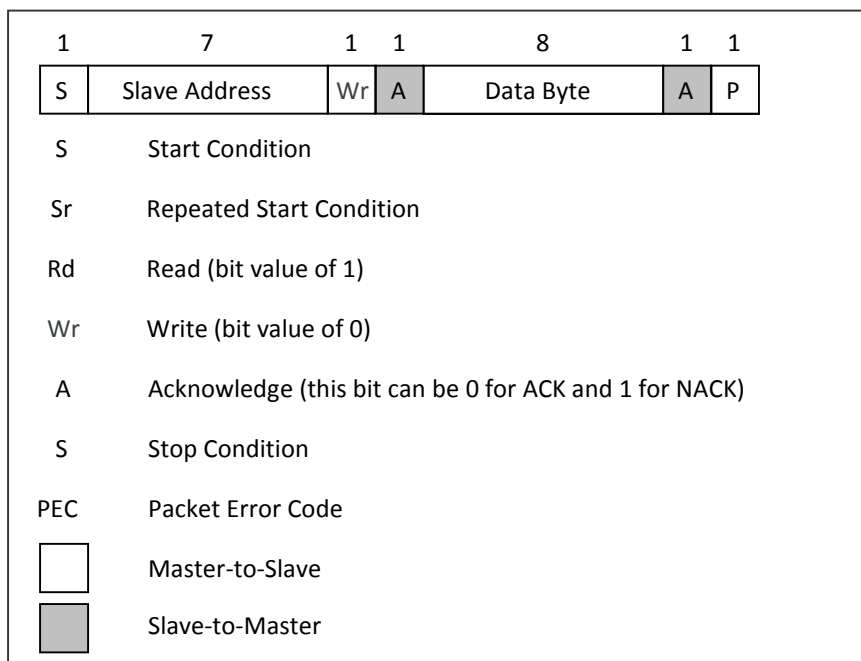 1 7 1 1 8 1 1
S Slave Address Wr A Data Byte A P
S Start Condition
Sr Repeated Start Condition
Rd Read (bit value of 1)
Wr Write (bit value of 0)
A Acknowledge (this bit can be 0 for ACK and 1 for NACK)
S Stop Condition
PEC Packet Error Code
Master-to-Slave
Slave-to-Master